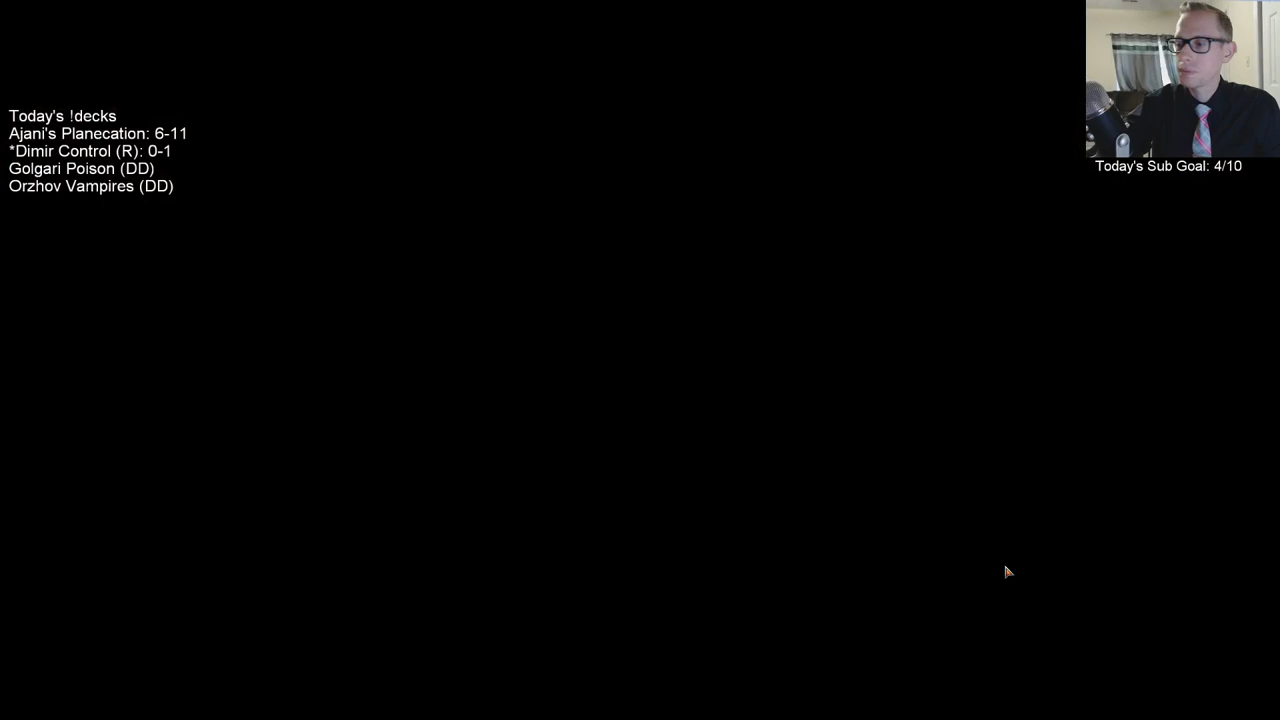 Today's !decks
Ajani's Planecation: 6-11
*Dimir Control (R): 0-1
Golgari Poison (DD)
Orzhov Vampires (DD)
Today's Sub Goal: 4/10